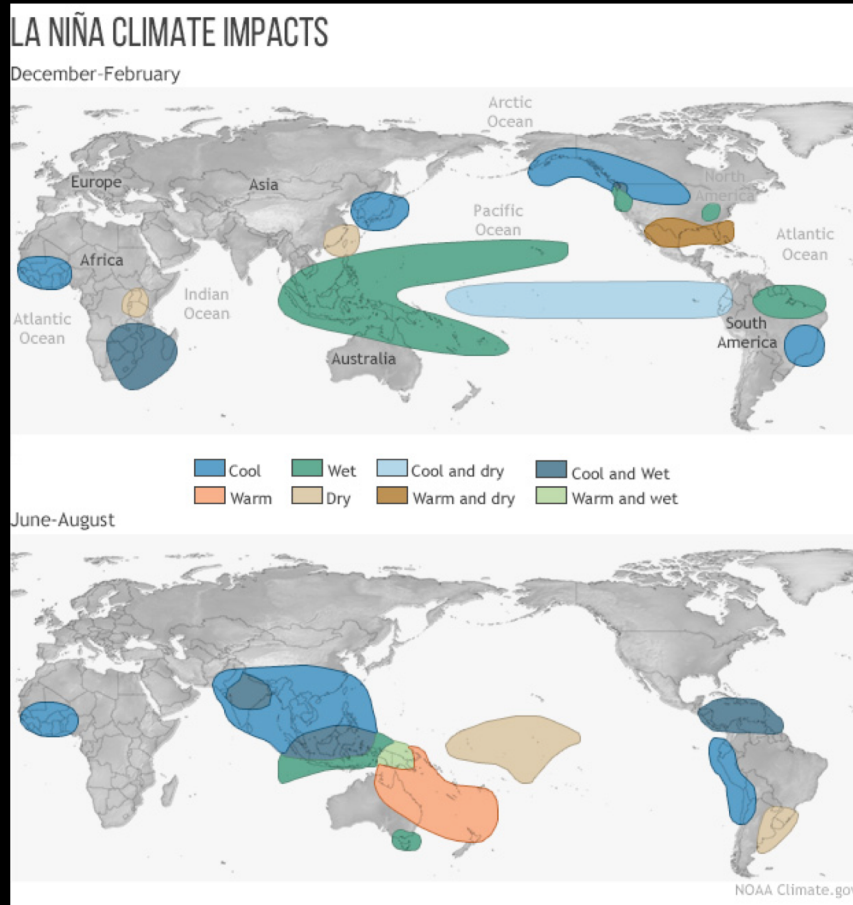 LA NIÑA CLIMATE IMPACTS
December-February
Arctic
Ocean
Europe
Asia
North
America
Pacific
Ocean
Africa
Atlantic
Ocean
Indian
Ocean
Atlantic
Ocean
South
America
Australia
Cool
Wet
Cool and dry
Cool and Wet
Warm
Dry
Warm and dry
Warm and wet
June-August
NOAA Climate.gov